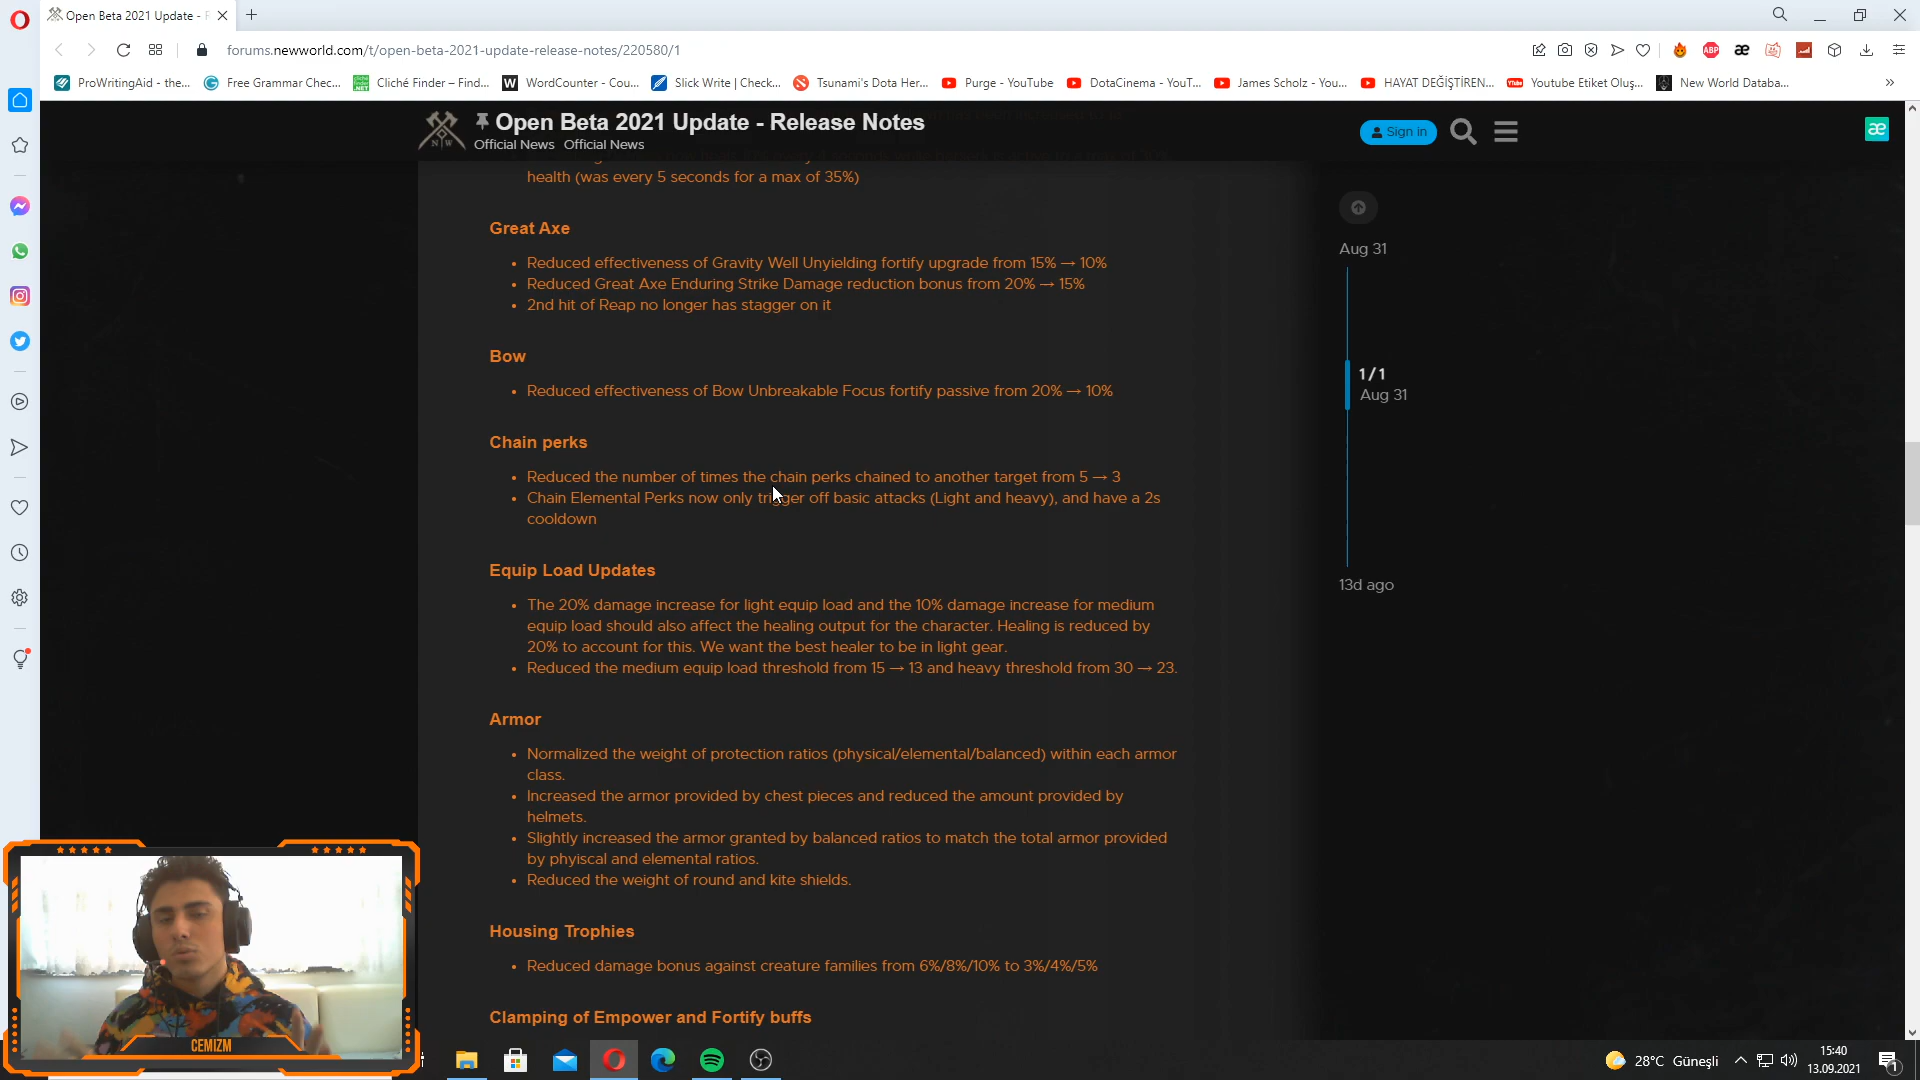 Open Beta 2021 Update - F
forums.newworld.com/t/open-beta-2021-update-release-notes/220580/1
ABP
æ
ProWritingAid - the...
Free Grammar Chec...
Cliché Finder – Find...
WordCounter - Cou...
Slick Write | Check...
Tsunami's Dota Her...
Purge - YouTube
DotaCinema - YouT...
James Scholz - You...
HAYAT DEĞİŞTİREN...
Youtube Etiket Oluş...
New World Databa...
»
N W
Open Beta 2021 Update - Release Notes
Official News Official News
Sign in
æ
health (was every 5 seconds for a max of 35%)
Great Axe
• Reduced effectiveness of Gravity Well Unyielding fortify upgrade from 15% → 10%
• Reduced Great Axe Enduring Strike Damage reduction bonus from 20% → 15%
• 2nd hit of Reap no longer has stagger on it
Bow
• Reduced effectiveness of Bow Unbreakable Focus fortify passive from 20% → 10%
Chain perks
• Reduced the number of times the chain perks chained to another target from 5 → 3
• Chain Elemental Perks now only trigger off basic attacks (Light and heavy), and have a 2s
cooldown
Equip Load Updates
• The 20% damage increase for light equip load and the 10% damage increase for medium
equip load should also affect the healing output for the character. Healing is reduced by
20% to account for this. We want the best healer to be in light gear.
• Reduced the medium equip load threshold from 15 → 13 and heavy threshold from 30 → 23.
Armor
• Normalized the weight of protection ratios (physical/elemental/balanced) within each armor
class.
• Increased the armor provided by chest pieces and reduced the amount provided by
helmets.
• Slightly increased the armor granted by balanced ratios to match the total armor provided
by phyiscal and elemental ratios.
• Reduced the weight of round and kite shields.
Housing Trophies
• Reduced damage bonus against creature families from 6%/8%/10% to 3%/4%/5%
Clamping of Empower and Fortify buffs
Aug 31
1/1
Aug 31
13d ago
CEMIZM
28°C Güneşli
15:40
13.09.2021
1